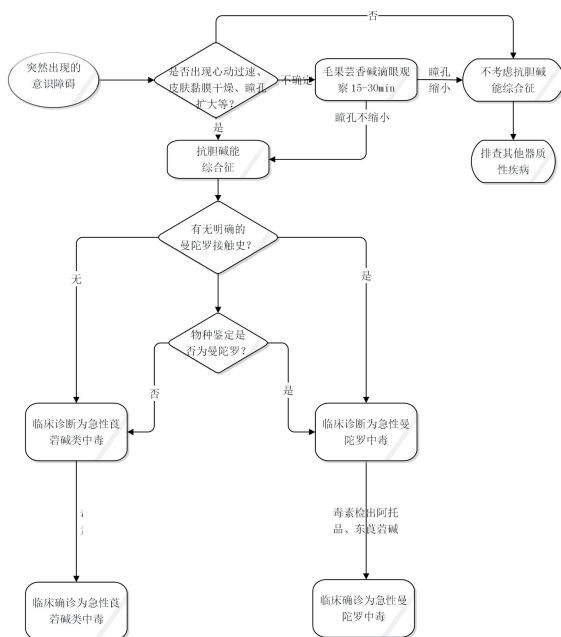 否
突然出现的
意识障碍
是否出现心动过速、
皮肤黏膜干燥、瞳孔
扩大等？
不确定
毛果芸香碱滴眼观
察15-30min
瞳孔
缩小
不考虑抗胆碱
能综合征
是
瞳孔不缩小
抗胆碱能
综合征
排查其他器质
性疾病
有无明确的
曼陀罗接触史？
无
是
物种鉴定是
否为曼陀罗？
否
是
临床诊断为急性莨
菪碱类中毒
临床诊断为急性曼
陀罗中毒
毒素检出阿托
品、东莨菪碱
临床确诊为急性莨
菪碱类中毒
临床确诊为急性曼
陀罗中毒